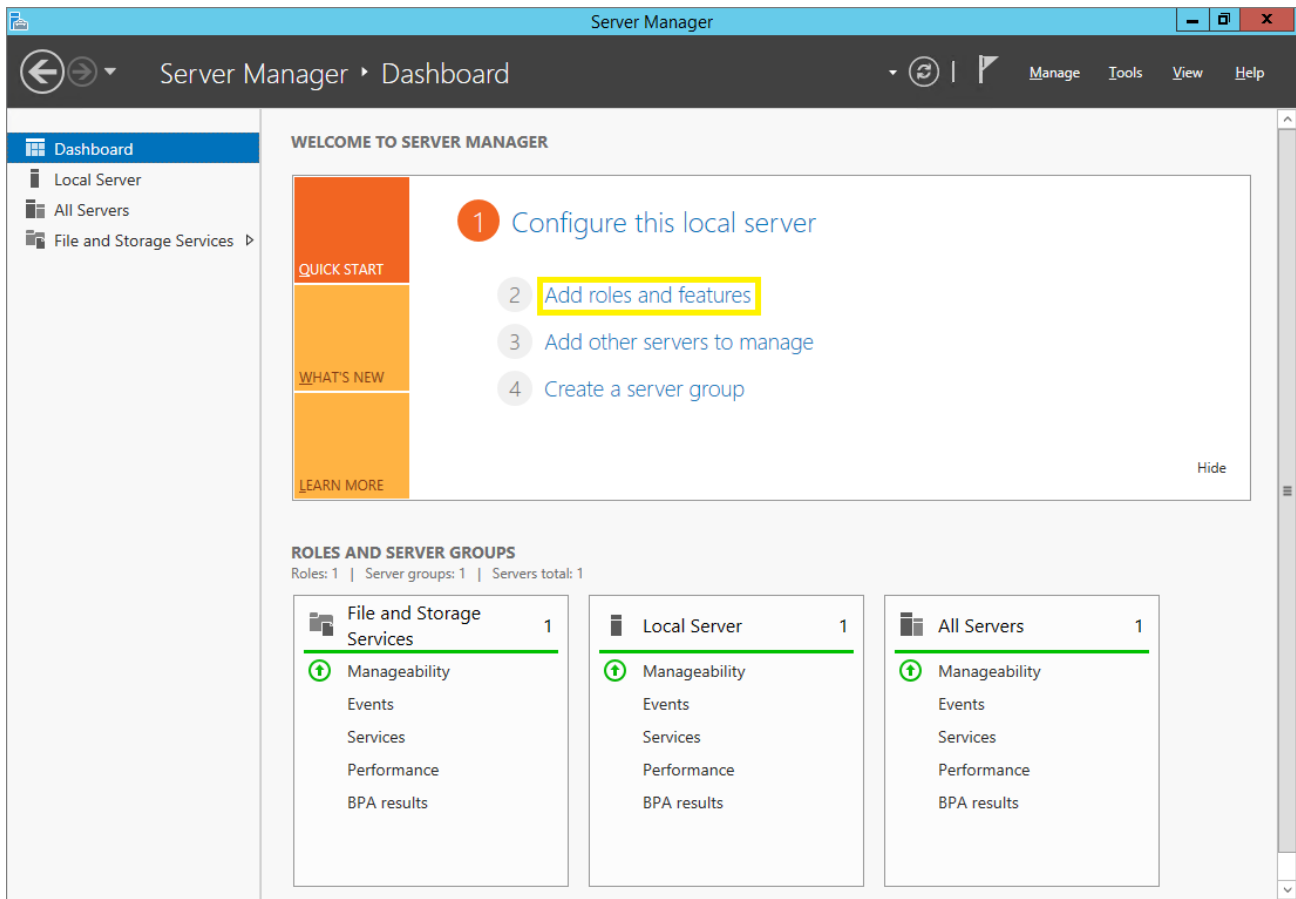 Server Manager
Server Manager ‣ Dashboard
Manage Tools View Help
Dashboard
Local Server
All Servers
File and Storage Services
WELCOME TO SERVER MANAGER
QUICK START
WHAT'S NEW
LEARN MORE
1 Configure this local server
2 Add roles and features
3 Add other servers to manage
4 Create a server group
Hide
ROLES AND SERVER GROUPS
Roles: 1 | Server groups: 1 | Servers total: 1
File and Storage
Services 1
Manageability
Events
Services
Performance
BPA results
Local Server 1
Manageability
Events
Services
Performance
BPA results
All Servers 1
Manageability
Events
Services
Performance
BPA results